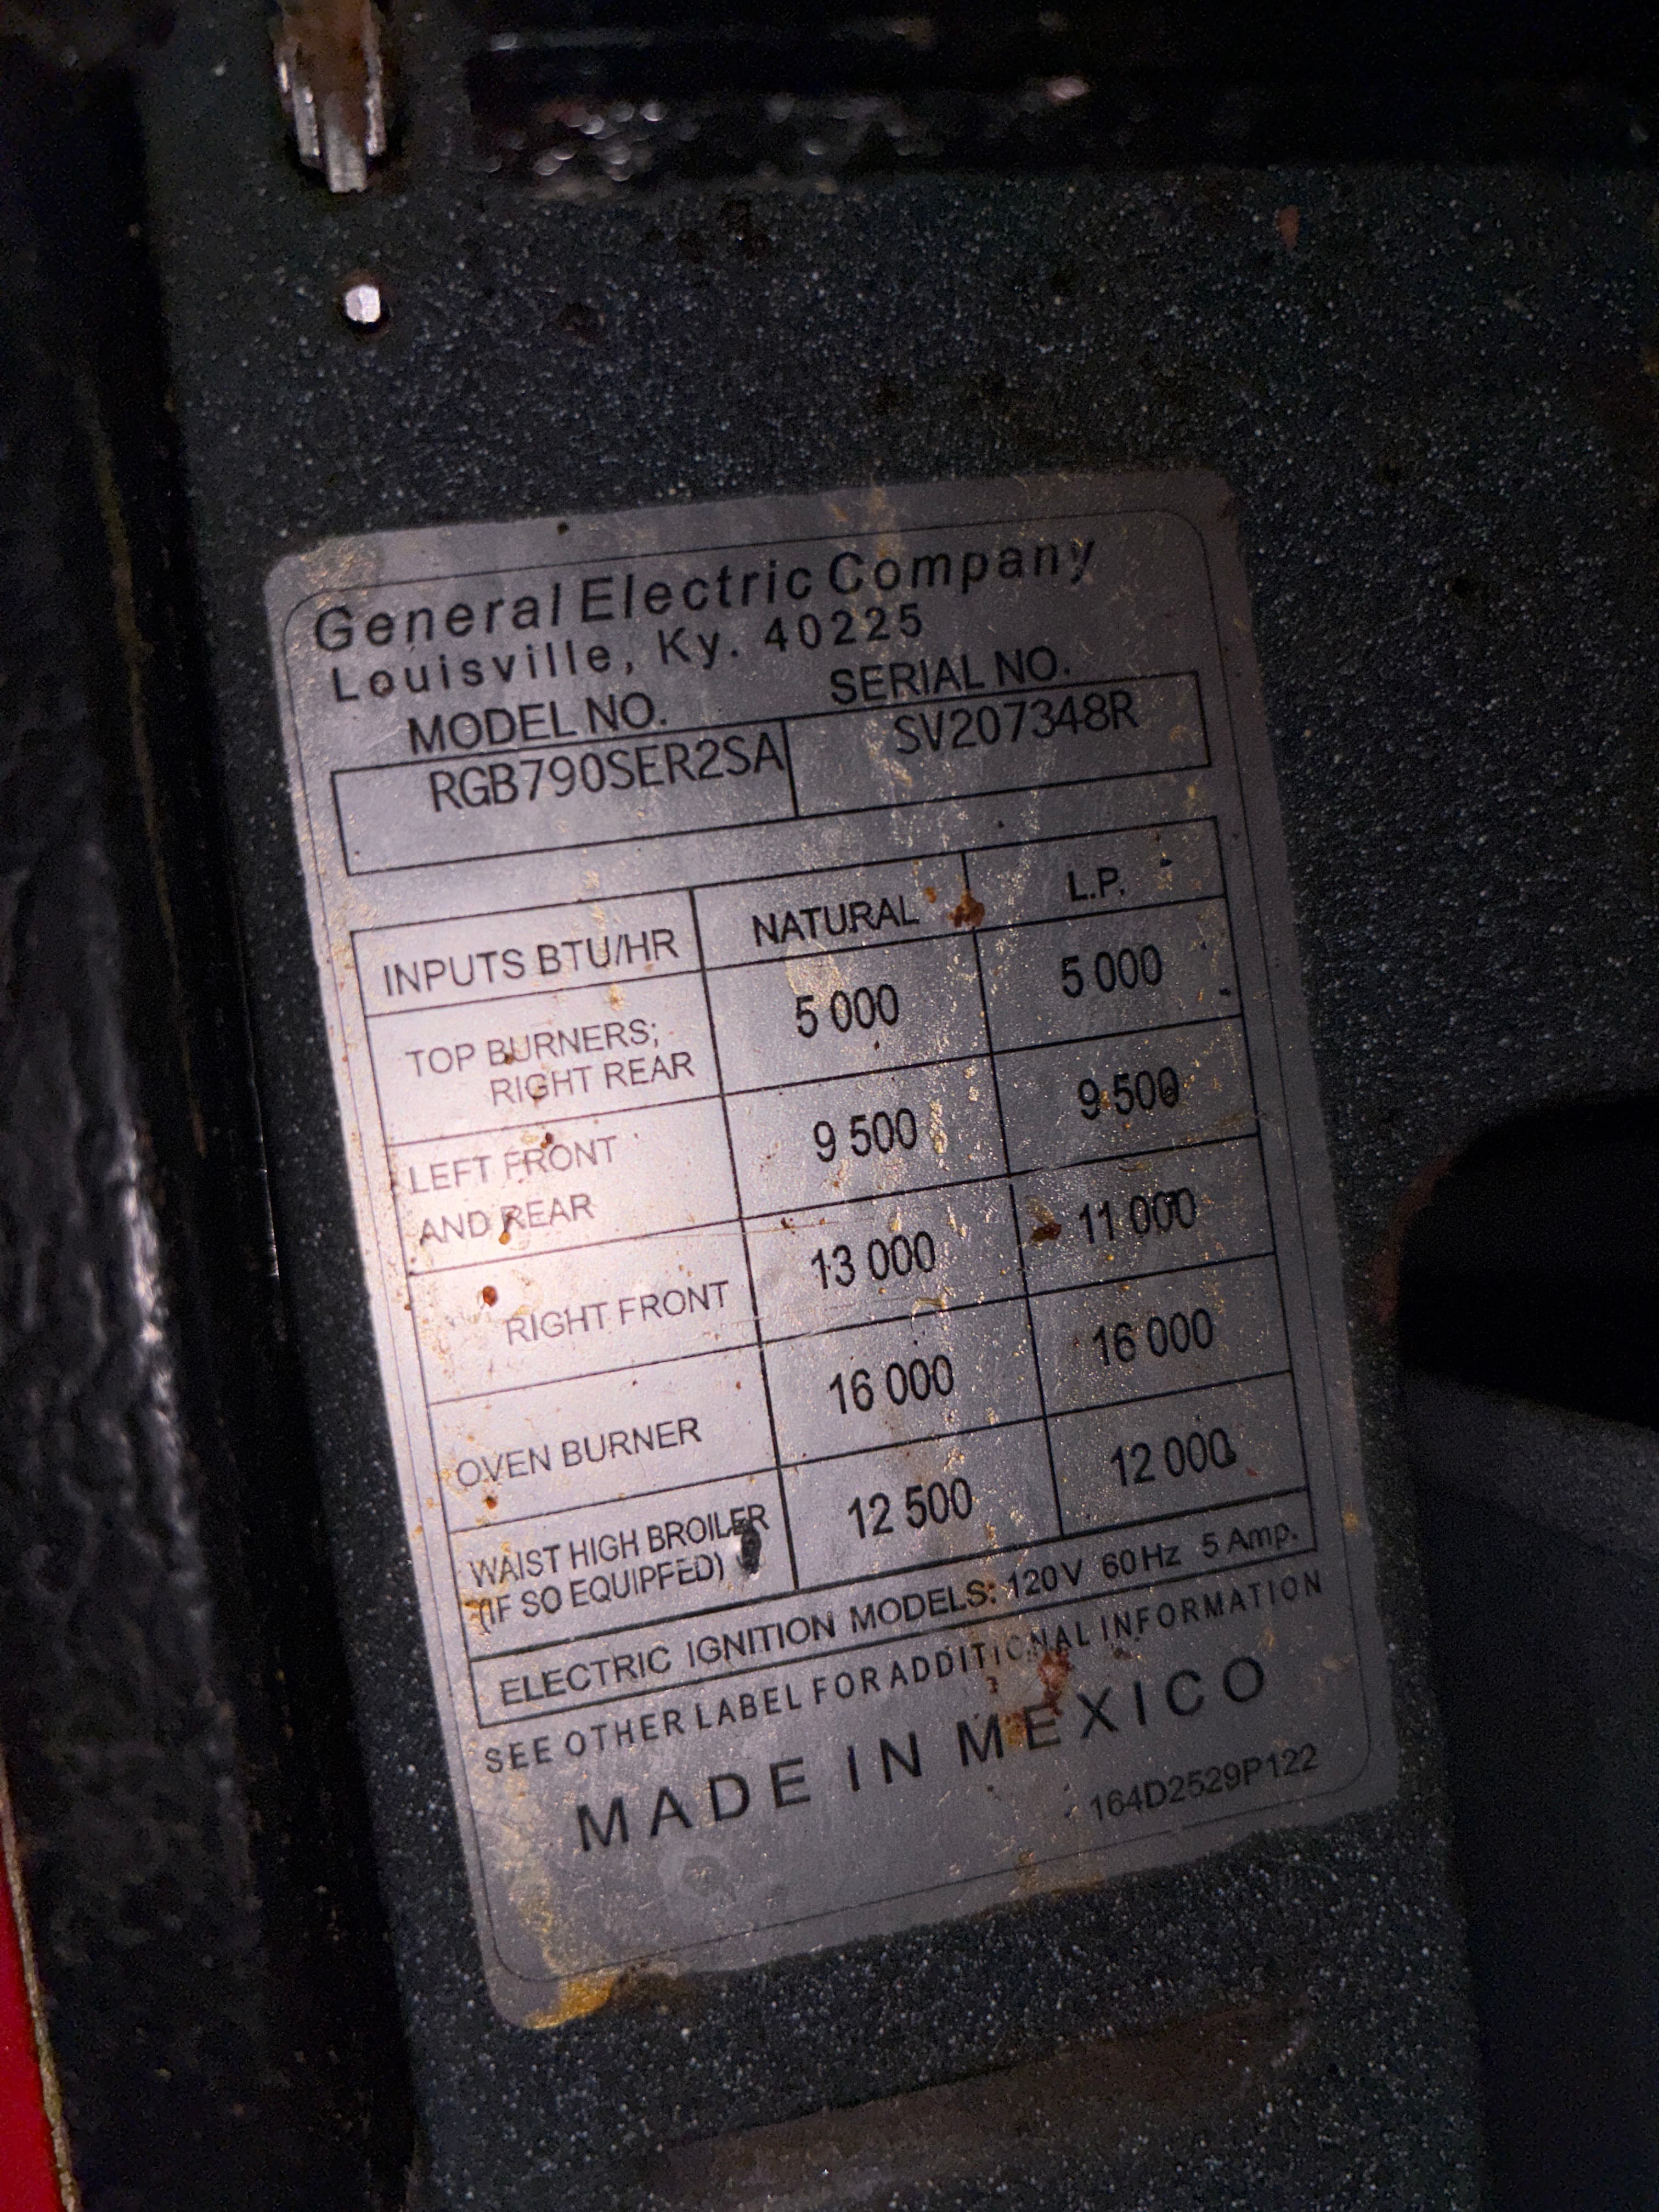 General Electric Company
Louisville, Ky. 40225
MODEL NO. SERIAL NO.
RGB790SER2SA SV207348R
INPUTS BTU/HR NATURAL L.P.
TOP BURNERS;
RIGHT REAR 5 000 5 000
LEFT FRONT
AND REAR 9 500 9 500
RIGHT FRONT 13 000 11 000
OVEN BURNER 16 000 16 000
WAIST HIGH BROILER
(IF SO EQUIPPED) 12 500 12 000
ELECTRIC IGNITION MODELS: 120V 60Hz 5 Amp.
SEE OTHER LABEL FOR ADDITIONAL INFORMATION
MADE IN MEXICO
164D2529P122